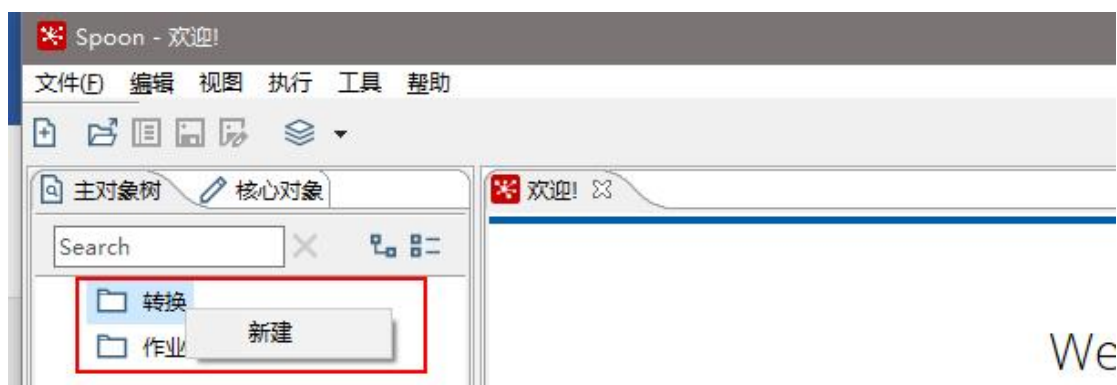 Spoon - 欢迎!
文件(F) 编辑 视图 执行 工具 帮助
主对象树 核心对象 欢迎!
Search
转换
新建
作业
We